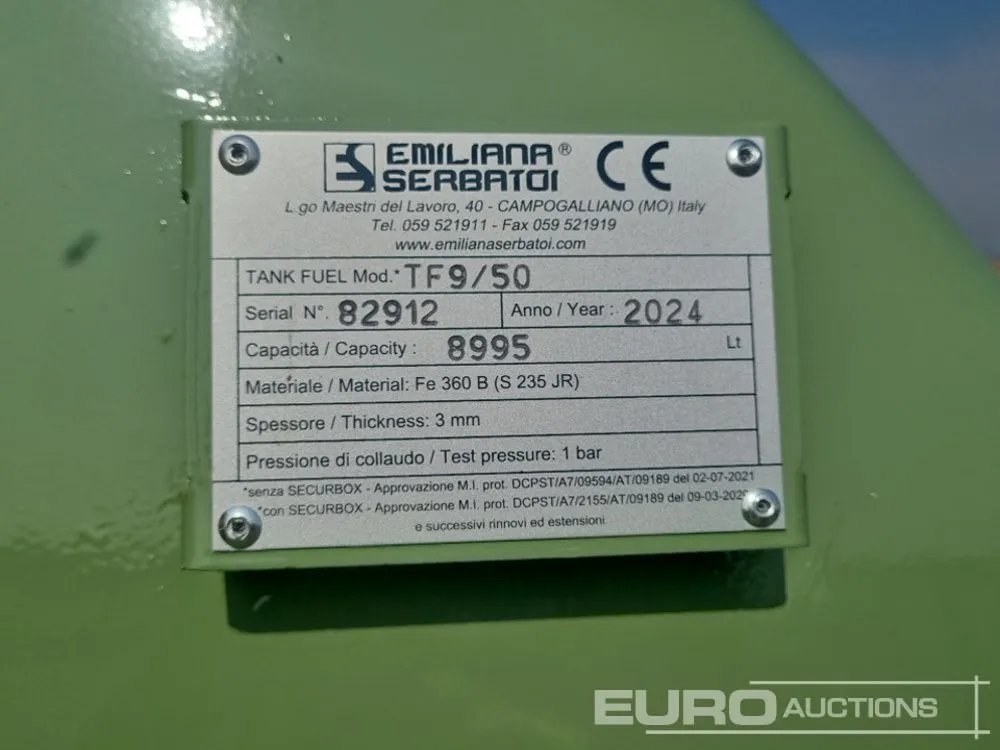 EMILIANA® CE
SERBATOI
L.go Maestri del Lavoro, 40 - CAMPOGALLIANO (MO) Italy
Tel. 059 521911 - Fax 059 521919
www.emilianaserbatoi.com
TANK FUEL Mod.* TF9/50
Serial N°. 82912 Anno / Year : 2024
Capacità / Capacity : 8995 Lt
Materiale / Material: Fe 360 B (S 235 JR)
Spessore / Thickness: 3 mm
Pressione di collaudo / Test pressure: 1 bar
*senza SECURBOX - Approvazione M.I. prot. DCPST/A7/09594/AT/09189 del 02-07-2021
*con SECURBOX - Approvazione M.I. prot. DCPST/A7/2155/AT/09189 del
e successivi rinnovi ed estensioni
EURO AUCTIONS